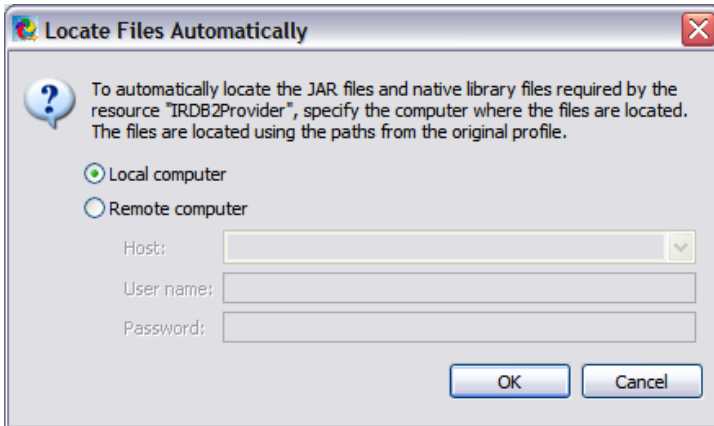 Locate Files Automatically
To automatically locate the JAR files and native library files required by the
resource "IRDB2Provider", specify the computer where the files are located.
The files are located using the paths from the original profile.
Local computer
Remote computer
Host:
User name:
Password:
OK Cancel